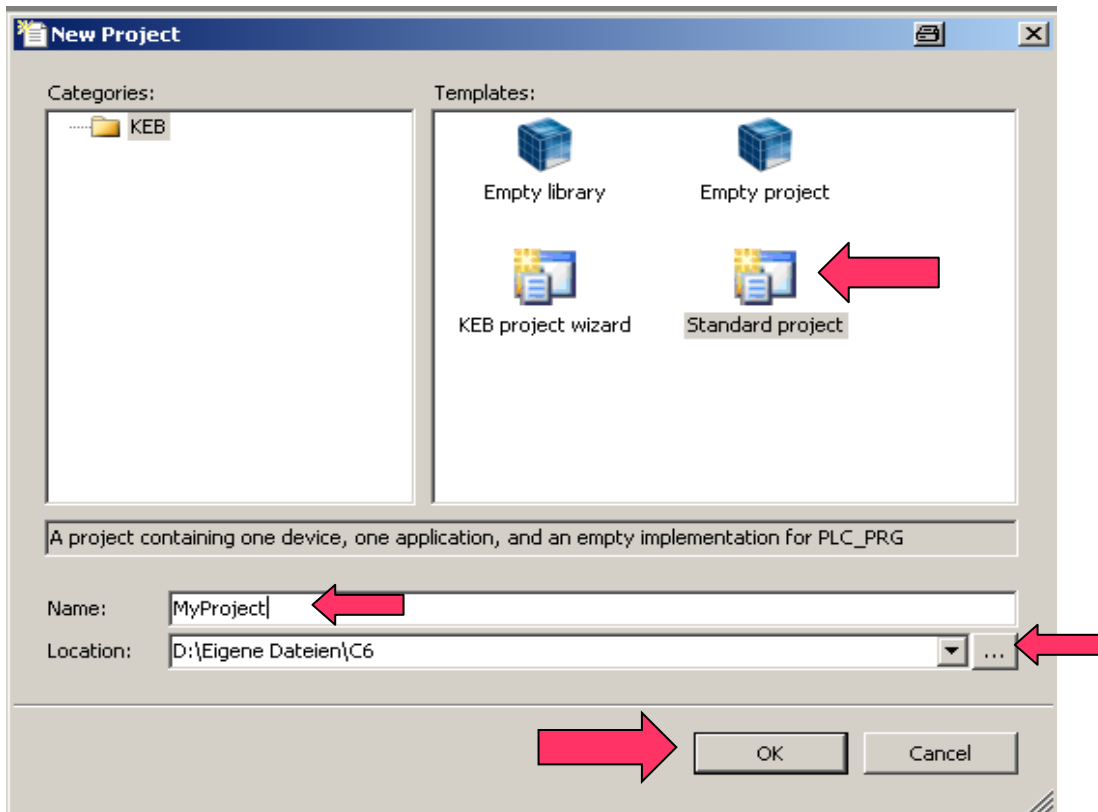 New Project
Categories:
Templates:
KEB
Empty library
Empty project
KEB project wizard
Standard project
A project containing one device, one application, and an empty implementation for PLC_PRG
Name:
MyProject
Location:
D:\Eigene Dateien\C6
...
OK
Cancel